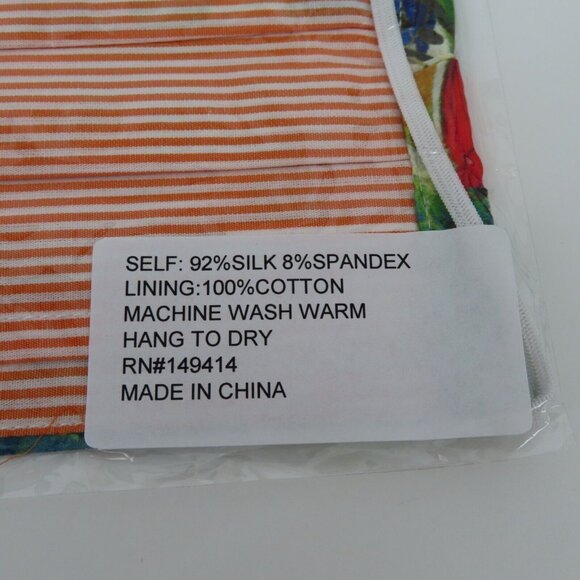 SELF: 92%SILK 8%SPANDEX
LINING:100%COTTON
MACHINE WASH WARM
HANG TO DRY
RN#149414
MADE IN CHINA